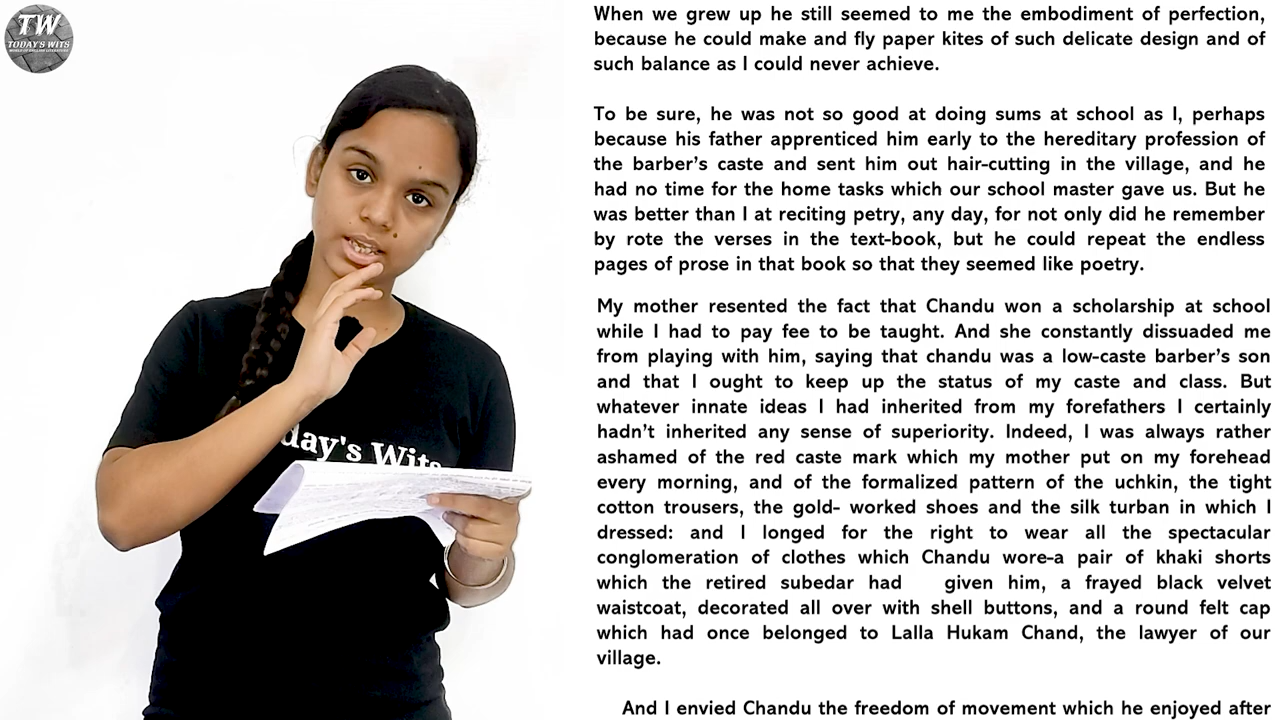 TW
TODAY'S WITS
day's Wits
When we grew up he still seemed to me the embodiment of perfection,
because he could make and fly paper kites of such delicate design and of
such balance as I could never achieve.
To be sure, he was not so good at doing sums at school as I, perhaps
because his father apprenticed him early to the hereditary profession of
the barber's caste and sent him out hair-cutting in the village, and he
had no time for the home tasks which our school master gave us. But he
was better than I at reciting petry, any day, for not only did he remember
by rote the verses in the text-book, but he could repeat the endless
pages of prose in that book so that they seemed like poetry.
My mother resented the fact that Chandu won a scholarship at school
while I had to pay fee to be taught. And she constantly dissuaded me
from playing with him, saying that chandu was a low-caste barber's son
and that I ought to keep up the status of my caste and class. But
whatever innate ideas I had inherited from my forefathers I certainly
hadn't inherited any sense of superiority. Indeed, I was always rather
ashamed of the red caste mark which my mother put on my forehead
every morning, and of the formalized pattern of the uchkin, the tight
cotton trousers, the gold- worked shoes and the silk turban in which I
dressed: and I longed for the right to wear all the spectacular
conglomeration of clothes which Chandu wore-a pair of khaki shorts
which the retired subedar had given him, a frayed black velvet
waistcoat, decorated all over with shell buttons, and a round felt cap
which had once belonged to Lalla Hukam Chand, the lawyer of our
village.
And I envied Chandu the freedom of movement which he enjoyed after